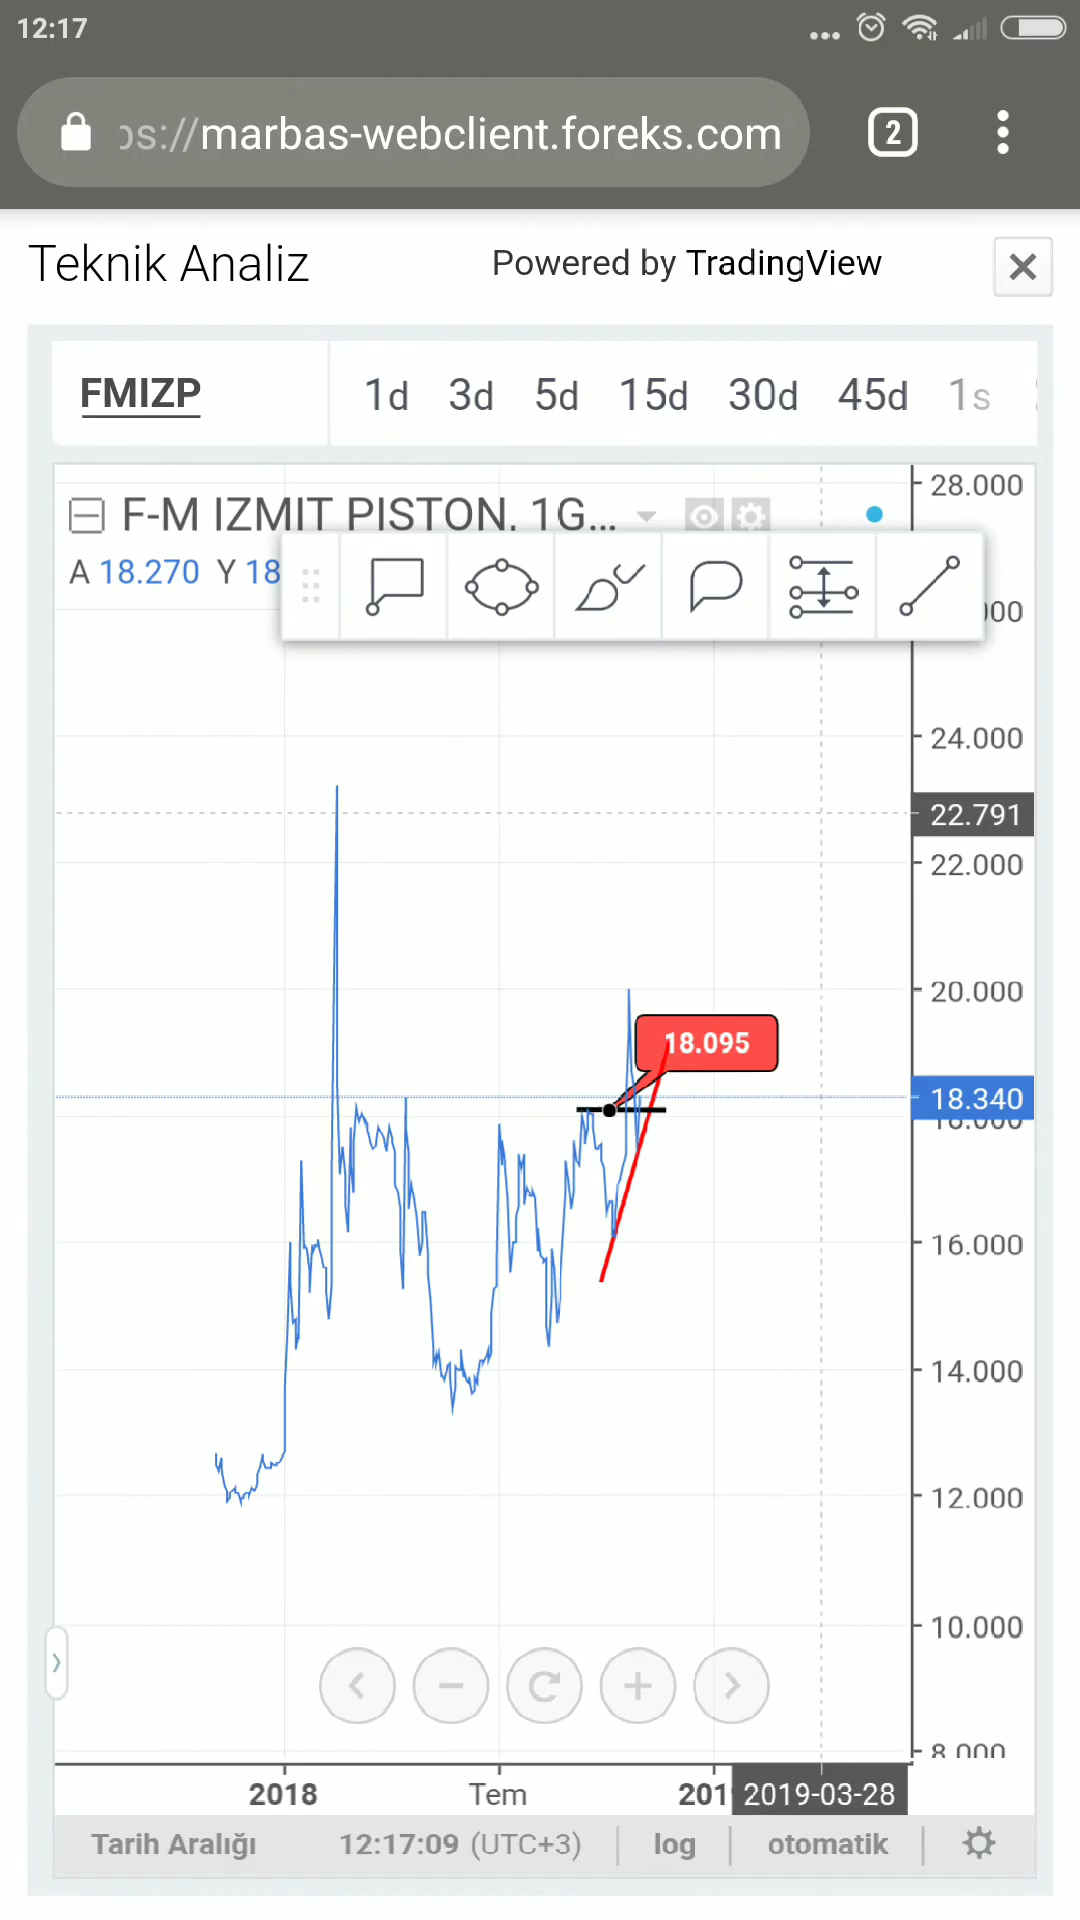 12:17
ps://marbas-webclient.foreks.com
2
Teknik Analiz
Powered by TradingView
FMIZP
1d 3d 5d 15d 30d 45d 1s
F-M IZMIT PISTON, 1G...
A 18.270 Y 18
28.000
24.000
22.791
22.000
20.000
18.095
18.340
18.000
16.000
14.000
12.000
10.000
8.000
2018 Tem 201
2019-03-28
Tarih Aralığı 12:17:09 (UTC+3) log otomatik